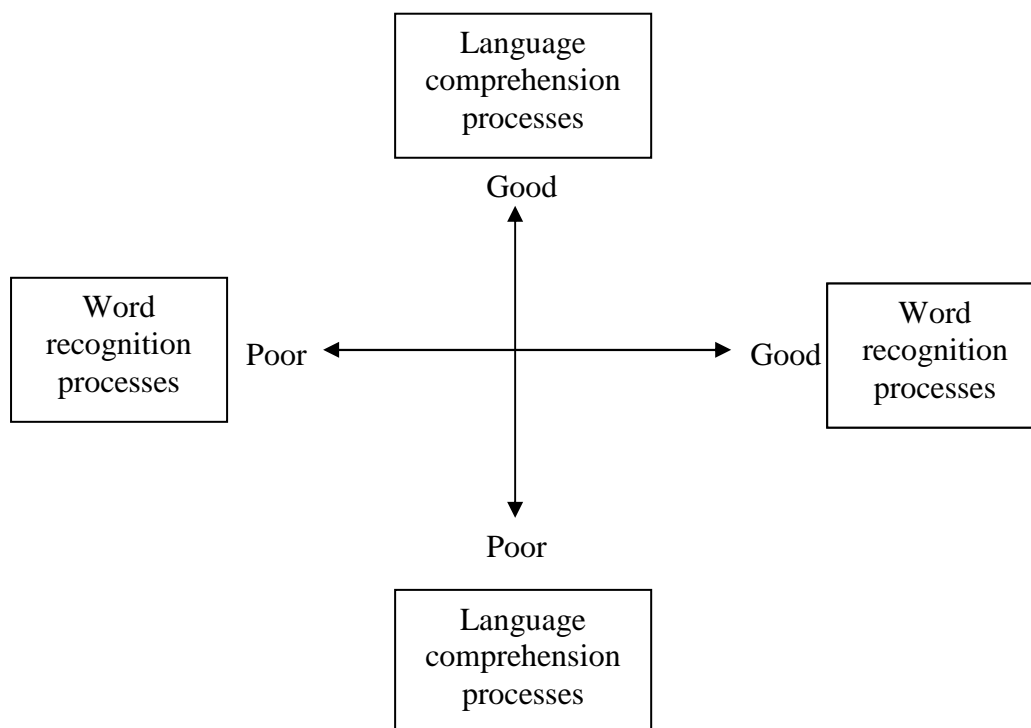 Language
comprehension
processes
Good
Word
recognition
processes
Poor
Good
Word
recognition
processes
Poor
Language
comprehension
processes